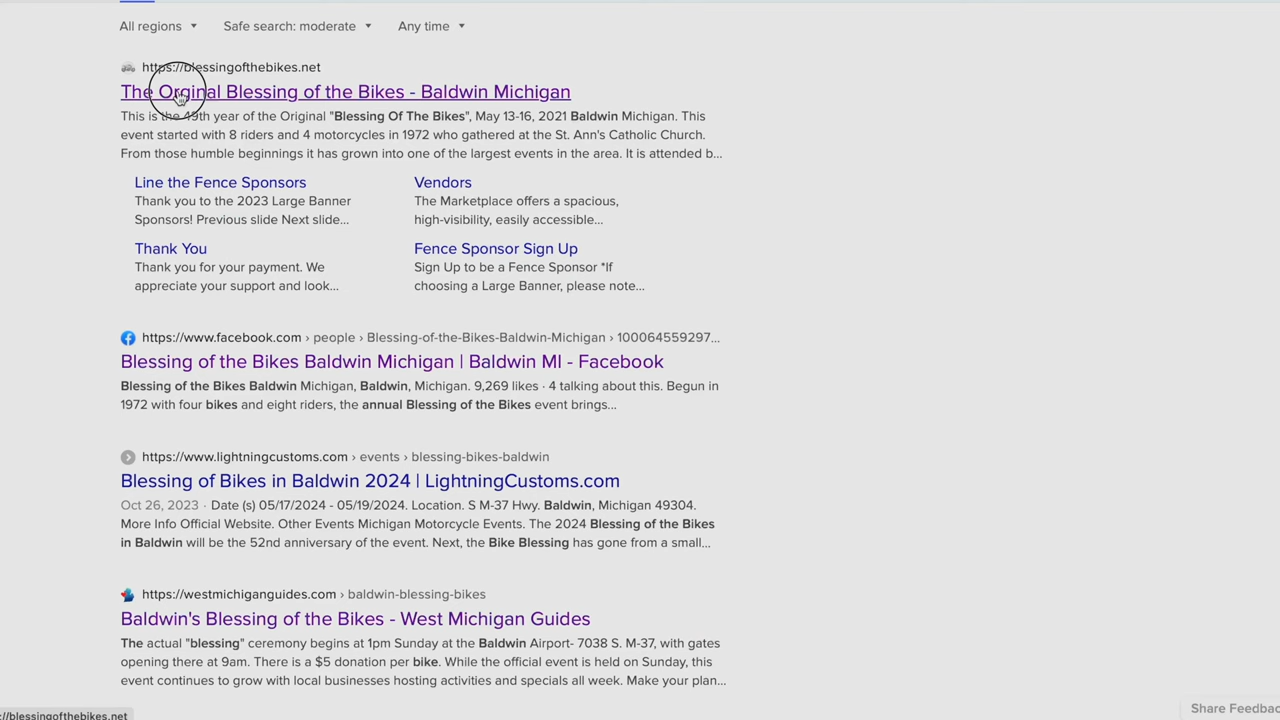 All regions Safe search: moderate Any time
https://blessingofthebikes.net
The Orginal Blessing of the Bikes - Baldwin Michigan
This is the 49th year of the Original "Blessing Of The Bikes", May 13-16, 2021 Baldwin Michigan. This
event started with 8 riders and 4 motorcycles in 1972 who gathered at the St. Ann's Catholic Church.
From those humble beginnings it has grown into one of the largest events in the area. It is attended b...
Line the Fence Sponsors
Thank you to the 2023 Large Banner
Sponsors! Previous slide Next slide...
Vendors
The Marketplace offers a spacious,
high-visibility, easily accessible...
Thank You
Thank you for your payment. We
appreciate your support and look...
Fence Sponsor Sign Up
Sign Up to be a Fence Sponsor *If
choosing a Large Banner, please note...
https://www.facebook.com › people › Blessing-of-the-Bikes-Baldwin-Michigan › 100064559297...
Blessing of the Bikes Baldwin Michigan | Baldwin MI - Facebook
Blessing of the Bikes Baldwin Michigan, Baldwin, Michigan. 9,269 likes · 4 talking about this. Begun in
1972 with four bikes and eight riders, the annual Blessing of the Bikes event brings...
https://www.lightningcustoms.com › events › blessing-bikes-baldwin
Blessing of Bikes in Baldwin 2024 | LightningCustoms.com
Oct 26, 2023 · Date (s) 05/17/2024 - 05/19/2024. Location. S M-37 Hwy. Baldwin, Michigan 49304.
More Info Official Website. Other Events Michigan Motorcycle Events. The 2024 Blessing of the Bikes
in Baldwin will be the 52nd anniversary of the event. Next, the Bike Blessing has gone from a small...
https://westmichiganguides.com › baldwin-blessing-bikes
Baldwin's Blessing of the Bikes - West Michigan Guides
The actual "blessing" ceremony begins at 1pm Sunday at the Baldwin Airport- 7038 S. M-37, with gates
opening there at 9am. There is a $5 donation per bike. While the official event is held on Sunday, this
event continues to grow with local businesses hosting activities and specials all week. Make your plan...
://blessingofthebikes.net
Share Feedbac